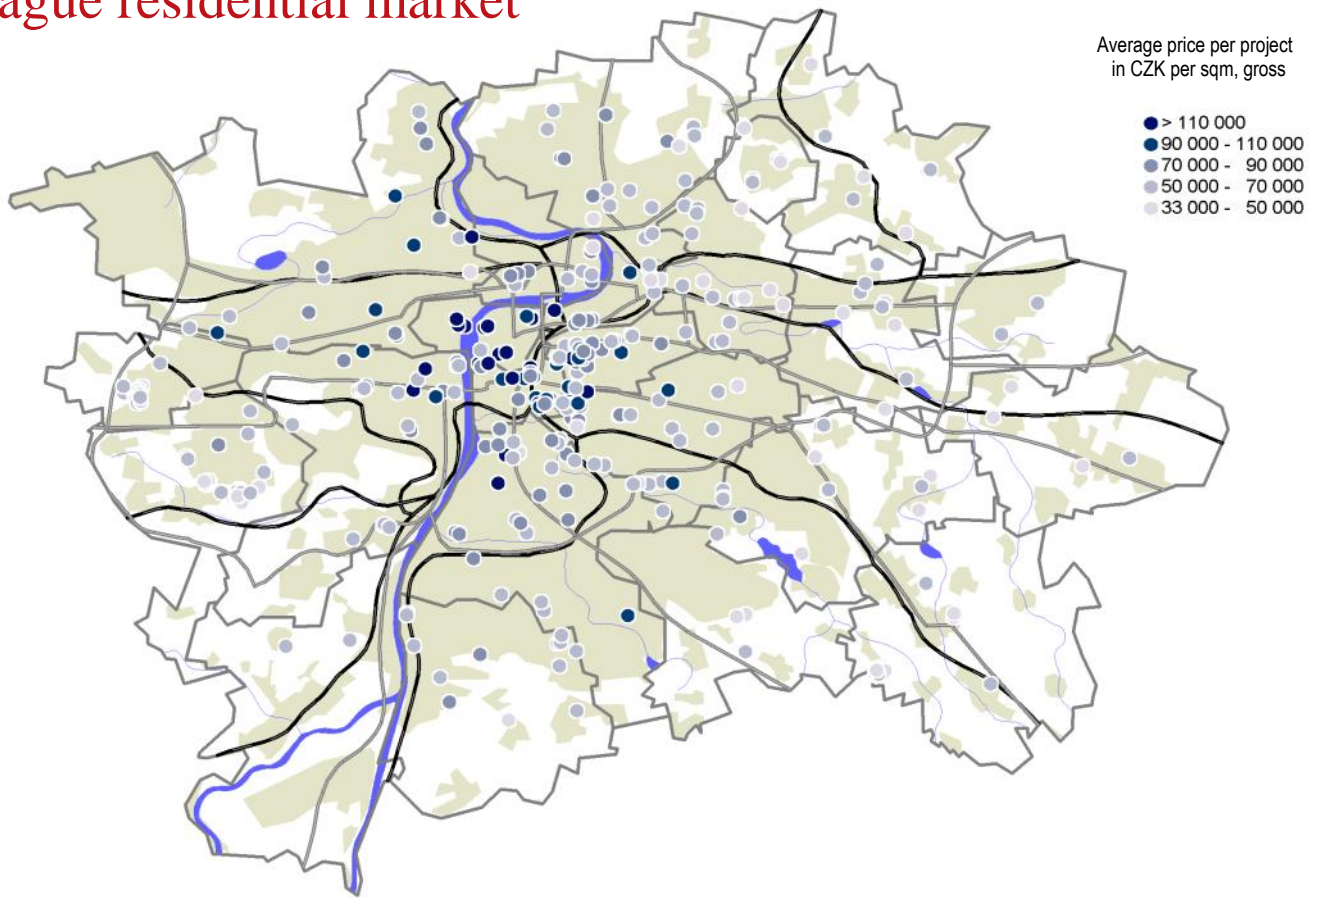 ague residential market
Average price per project
in CZK per sqm, gross
> 110 000
90 000 - 110 000
70 000 - 90 000
50 000 - 70 000
33 000 - 50 000